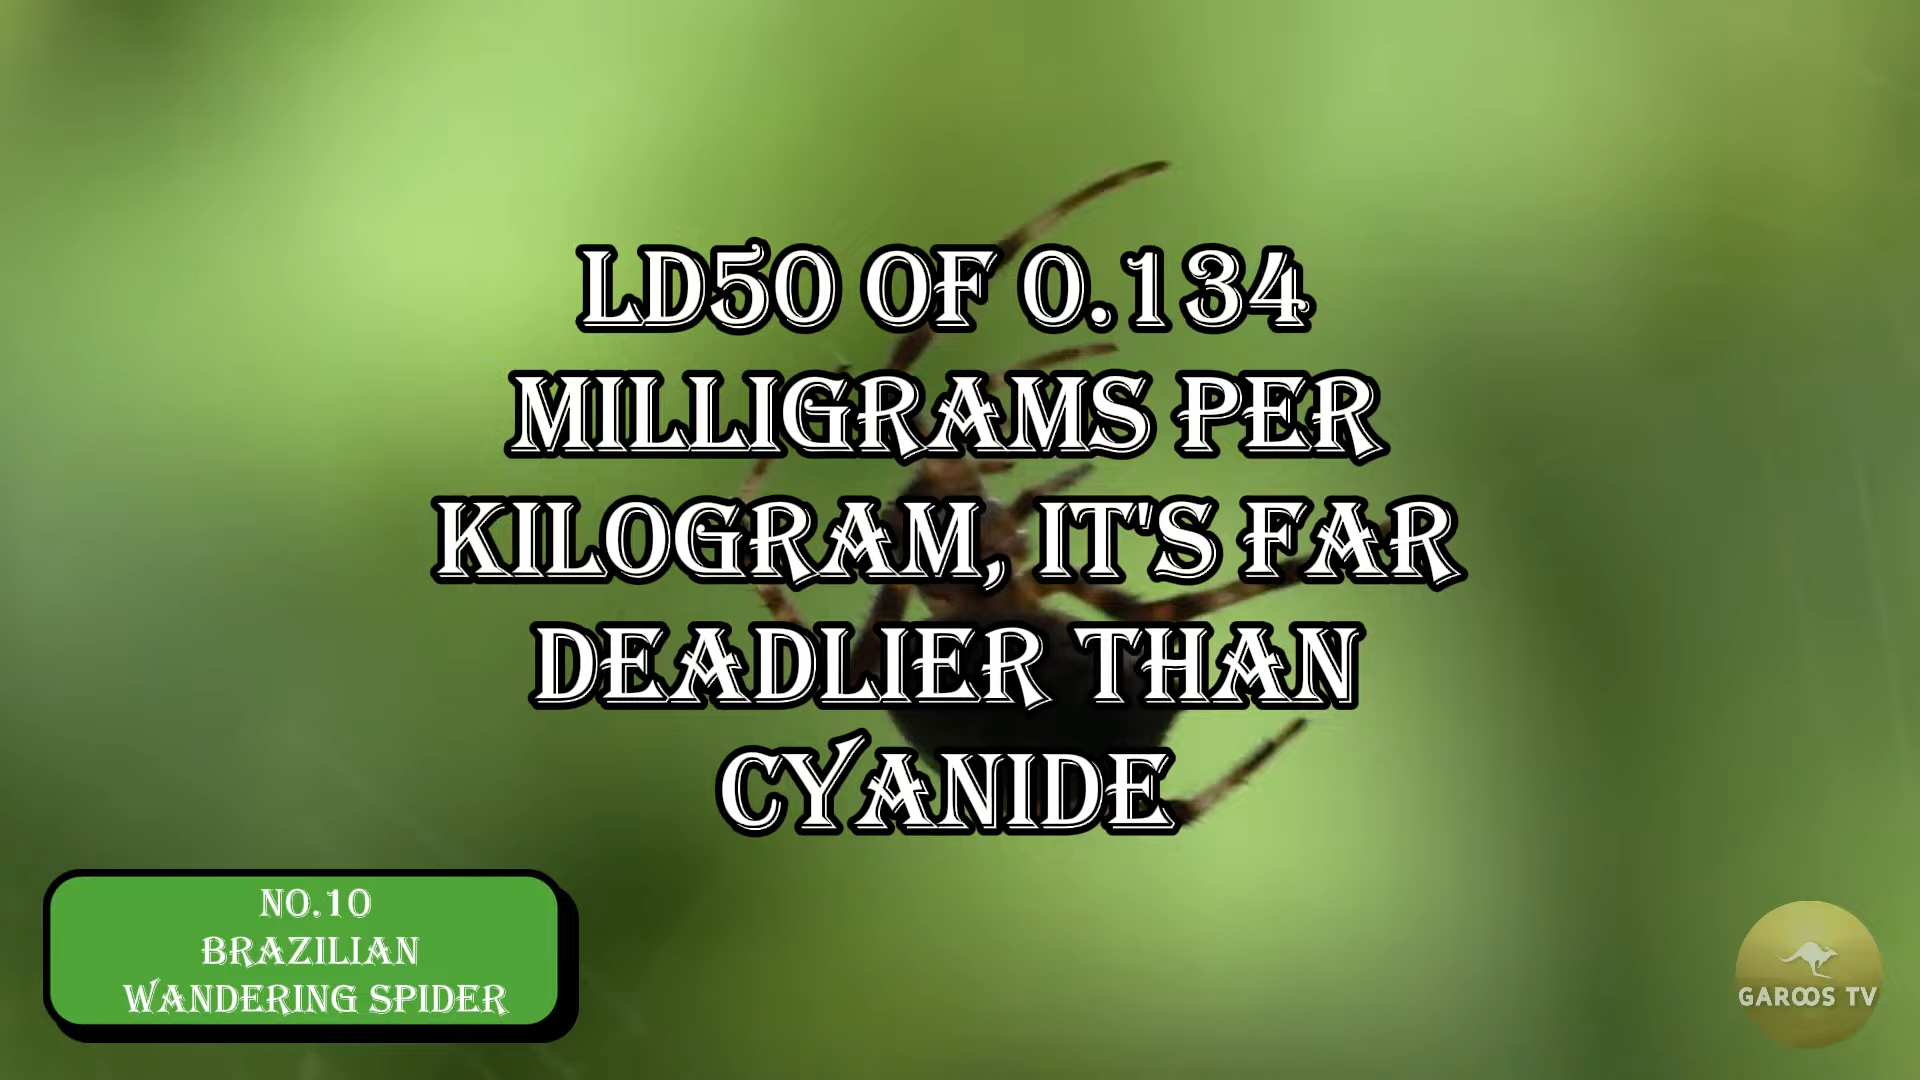 LD50 OF 0.134
MILLIGRAMS PER
KILOGRAM, IT'S FAR
DEADLIER THAN
CYANIDE
NO.10
BRAZILIAN
WANDERING SPIDER
GAROOS TV